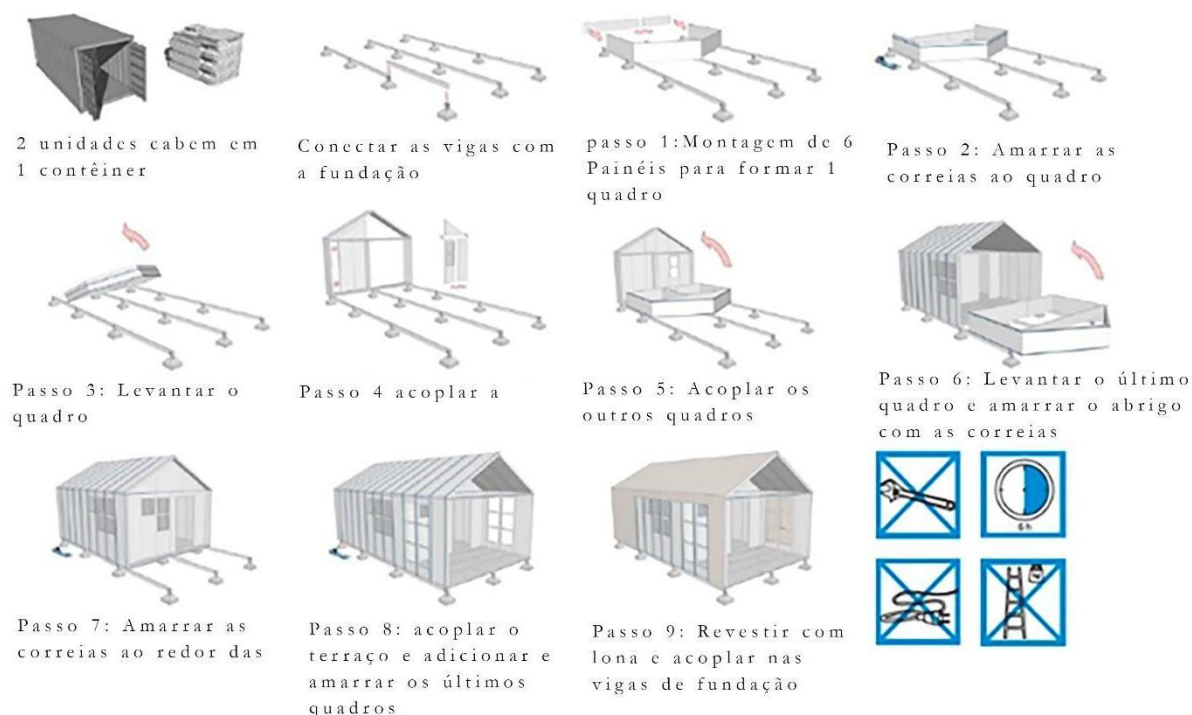 2 unidades cabem em
1 contêiner
Conectar as vigas com
a fundação
passo 1:Montagem de 6
Painéis para formar 1
quadro
Passo 2: Amarrar as
correias ao quadro
Passo 3: Levantar o
quadro
Passo 4 acoplar a
Passo 5: Acoplar os
outros quadros
Passo 6: Levantar o último
quadro e amarrar o abrigo
com as correias
Passo 7: Amarrar as
correias ao redor das
Passo 8: acoplar o
terraço e adicionar e
amarrar os últimos
quadros
Passo 9: Revestir com
lona e acoplar nas
vigas de fundação
6 h